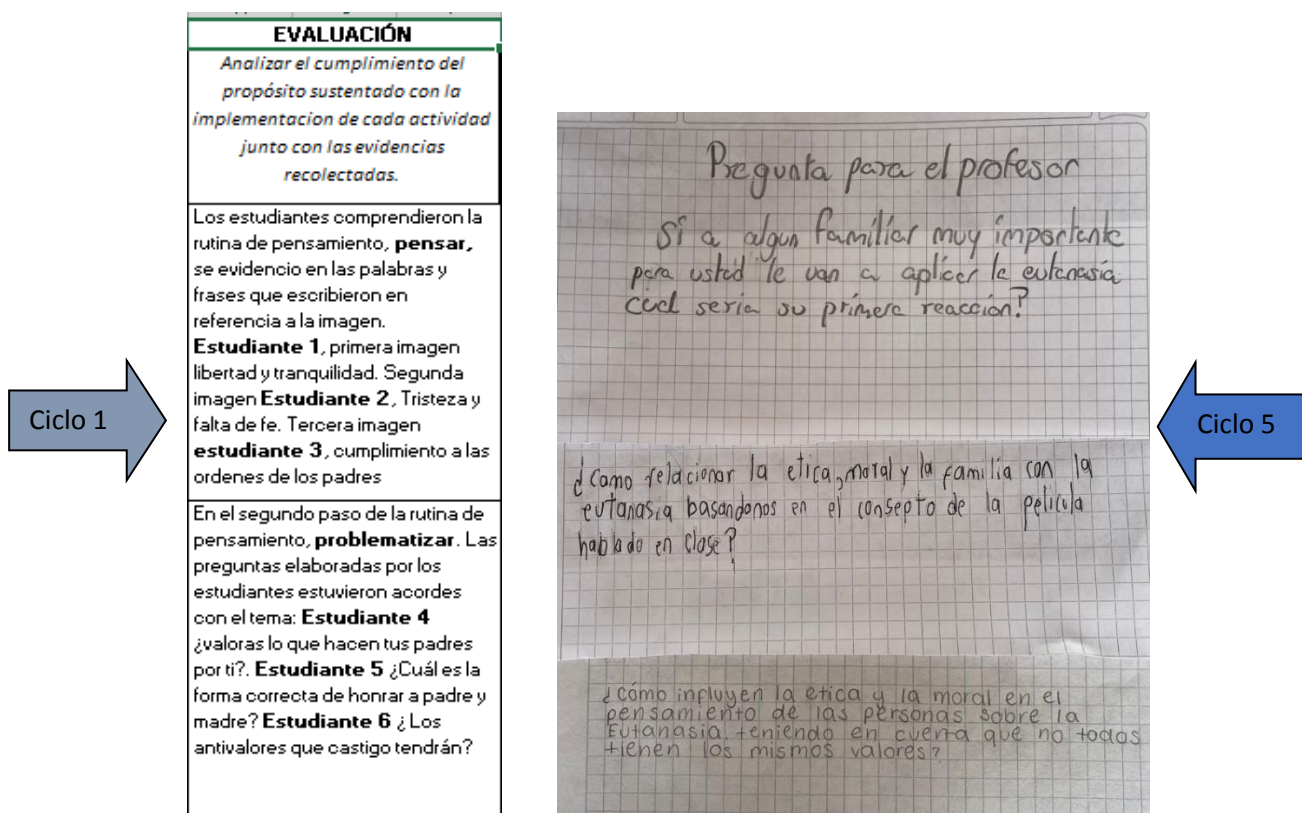 EVALUACIÓN
Analizar el cumplimiento del
propósito sustentado con la
implementacion de cada actividad
junto con las evidencias
recolectadas.
Los estudiantes comprendieron la
rutina de pensamiento, pensar,
se evidencio en las palabras y
frases que escribieron en
referencia a la imagen.
Estudiante 1, primera imagen
libertad y tranquilidad. Segunda
imagen Estudiante 2, Tristeza y
falta de fe. Tercera imagen
estudiante 3, cumplimiento a las
ordenes de los padres
En el segundo paso de la rutina de
pensamiento, problematizar. Las
preguntas elaboradas por los
estudiantes estuvieron acordes
con el tema: Estudiante 4
¿valoras lo que hacen tus padres
por ti?. Estudiante 5 ¿Cuál es la
forma correcta de honrar a padre y
madre? Estudiante 6 ¿Los
antivalores que castigo tendrán?
Ciclo 1
Pregunta para el profesor
Si a algun familiar muy importante
para usted le van a aplicar la eutanasia
cual seria su primera reacción?
¿Como relacionar la etica, moral y la familia con la
eutanasia basandonos en el consepto de la pelicula
hablado en clase?
¿cómo influyen la etica y la moral en el
pensamiento de las personas sobre la
Eutanasia, teniendo en cuenta que no todos
tienen los mismos valores?
Ciclo 5